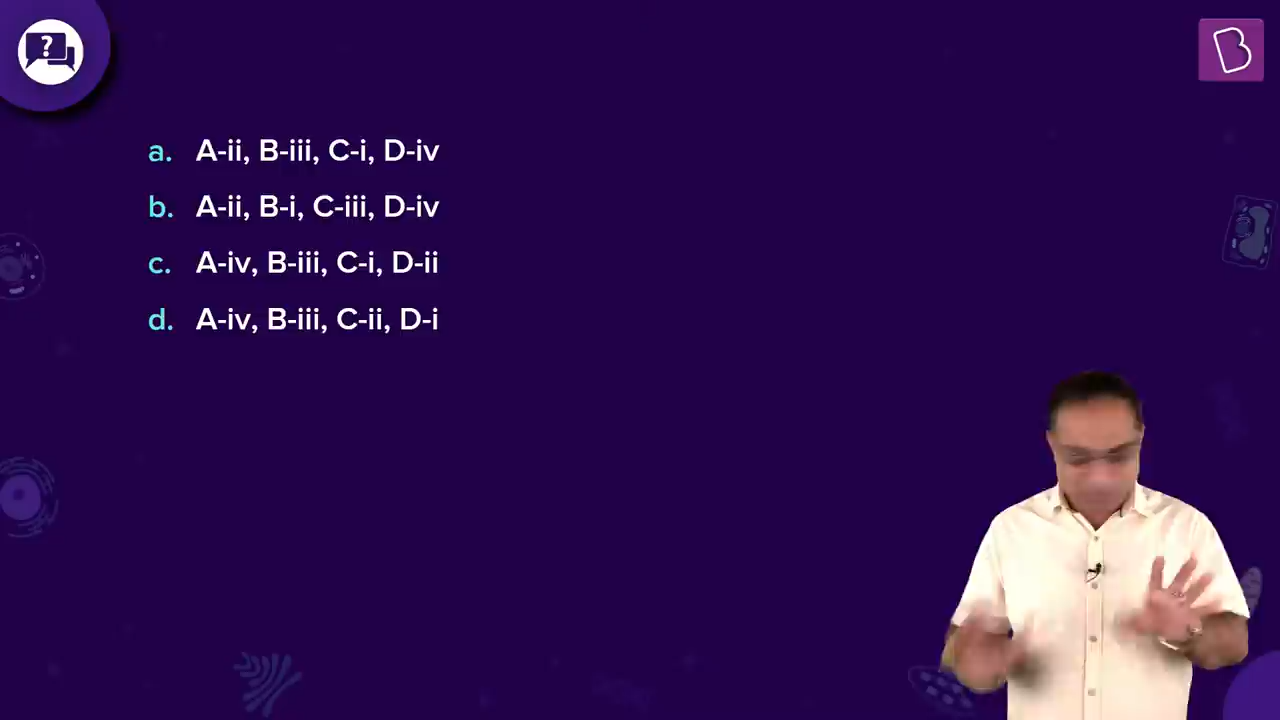 ?
B
a. A-ii, B-iii, C-i, D-iv
b. A-ii, B-i, C-iii, D-iv
c. A-iv, B-iii, C-i, D-ii
d. A-iv, B-iii, C-ii, D-i